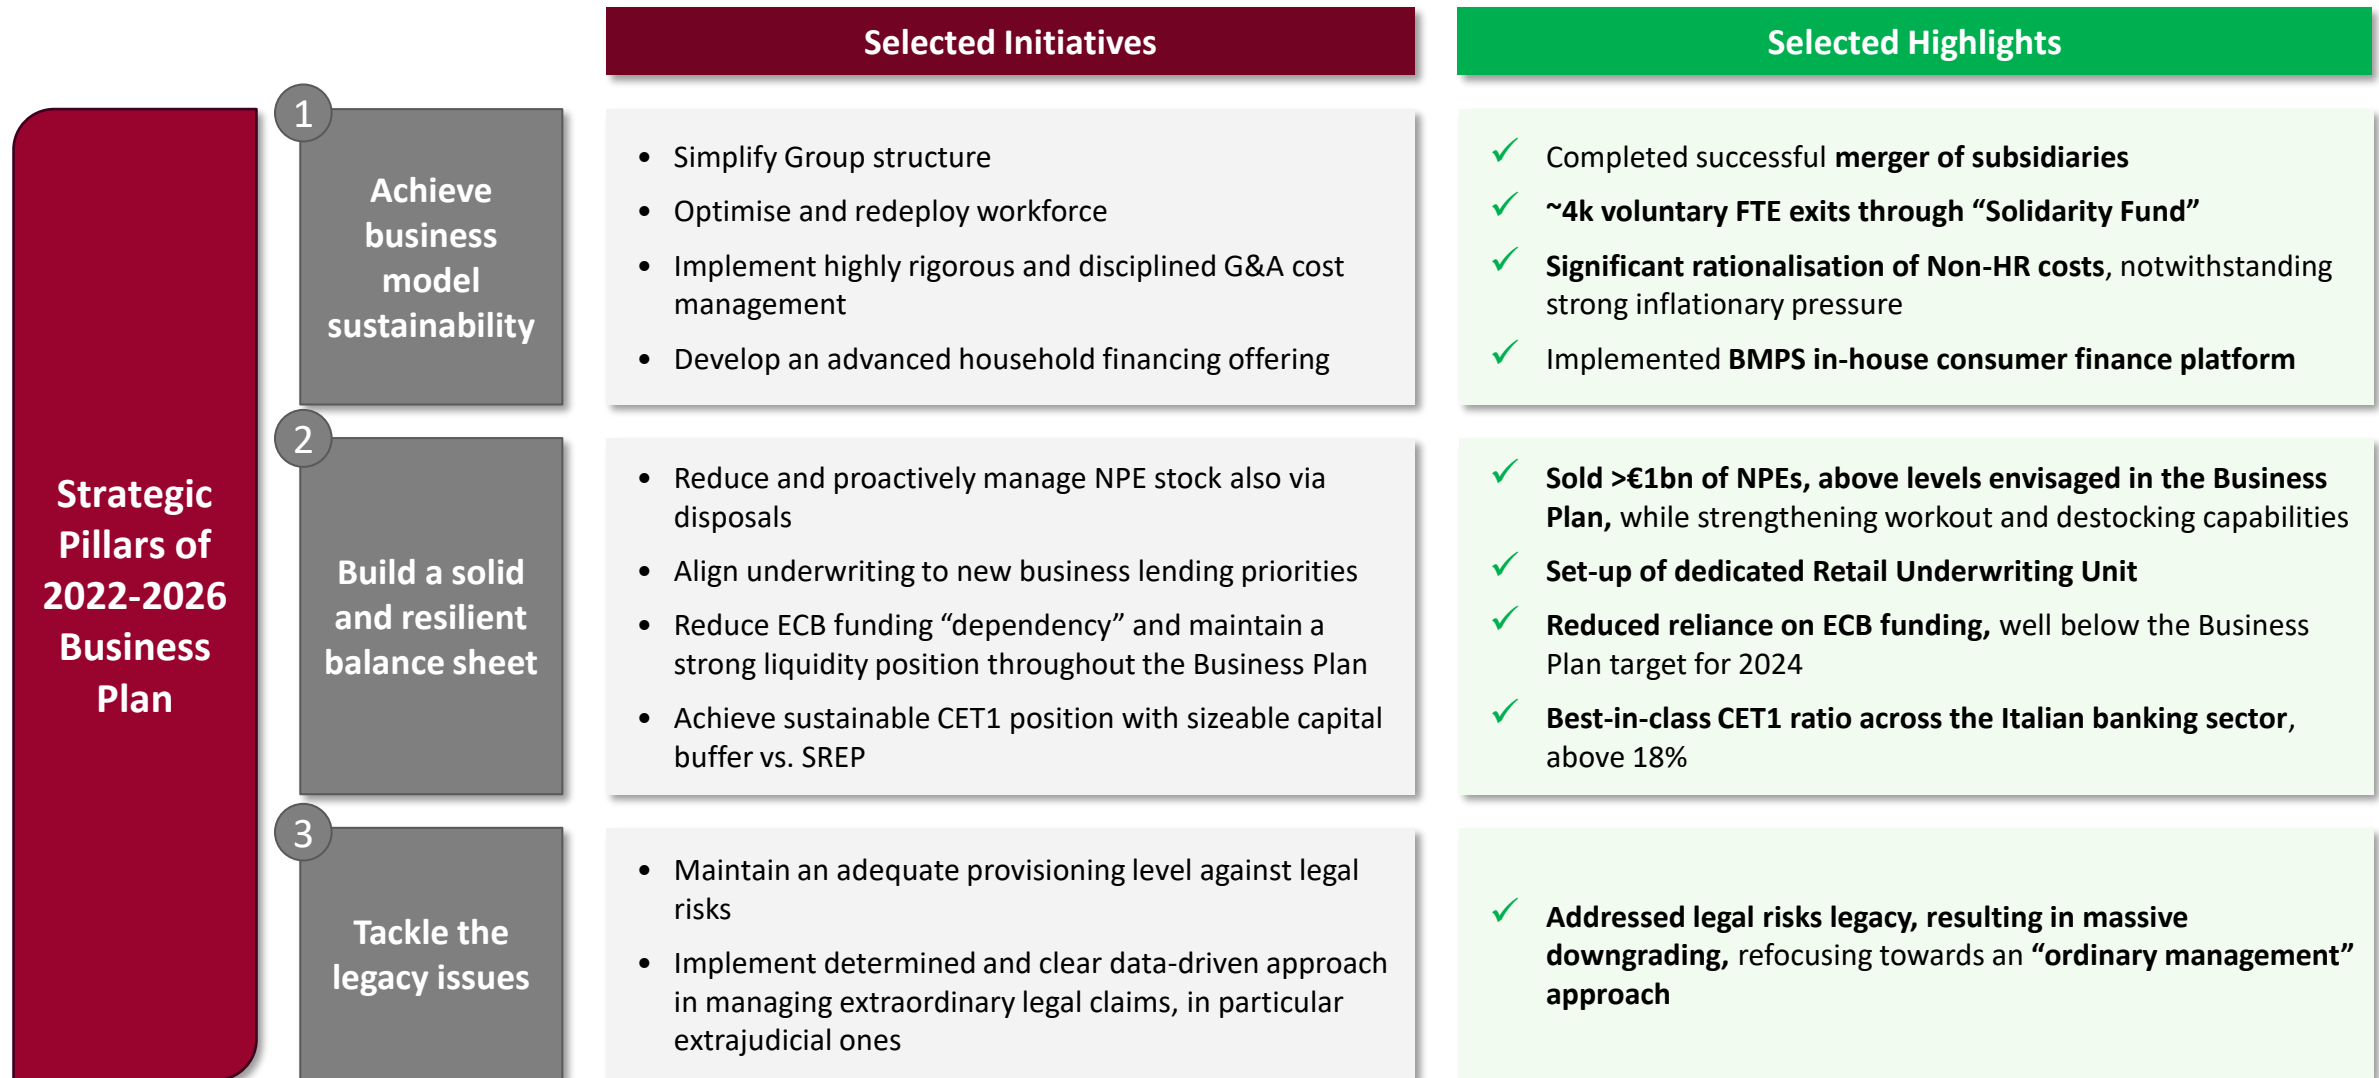 Selected Initiatives
Selected Highlights
Strategic
Pillars of
2022-2026
Business
Plan
1
Achieve
business
model
sustainability
• Simplify Group structure
• Optimise and redeploy workforce
• Implement highly rigorous and disciplined G&A cost
management
• Develop an advanced household financing offering
✓ Completed successful merger of subsidiaries
✓ ~4k voluntary FTE exits through “Solidarity Fund”
✓ Significant rationalisation of Non-HR costs, notwithstanding
strong inflationary pressure
✓ Implemented BMPS in-house consumer finance platform
2
Build a solid
and resilient
balance sheet
• Reduce and proactively manage NPE stock also via
disposals
• Align underwriting to new business lending priorities
• Reduce ECB funding “dependency” and maintain a
strong liquidity position throughout the Business Plan
• Achieve sustainable CET1 position with sizeable capital
buffer vs. SREP
✓ Sold >€1bn of NPEs, above levels envisaged in the Business
Plan, while strengthening workout and destocking capabilities
✓ Set-up of dedicated Retail Underwriting Unit
✓ Reduced reliance on ECB funding, well below the Business
Plan target for 2024
✓ Best-in-class CET1 ratio across the Italian banking sector,
above 18%
3
Tackle the
legacy issues
• Maintain an adequate provisioning level against legal
risks
• Implement determined and clear data-driven approach
in managing extraordinary legal claims, in particular
extrajudicial ones
✓ Addressed legal risks legacy, resulting in massive
downgrading, refocusing towards an “ordinary management”
approach